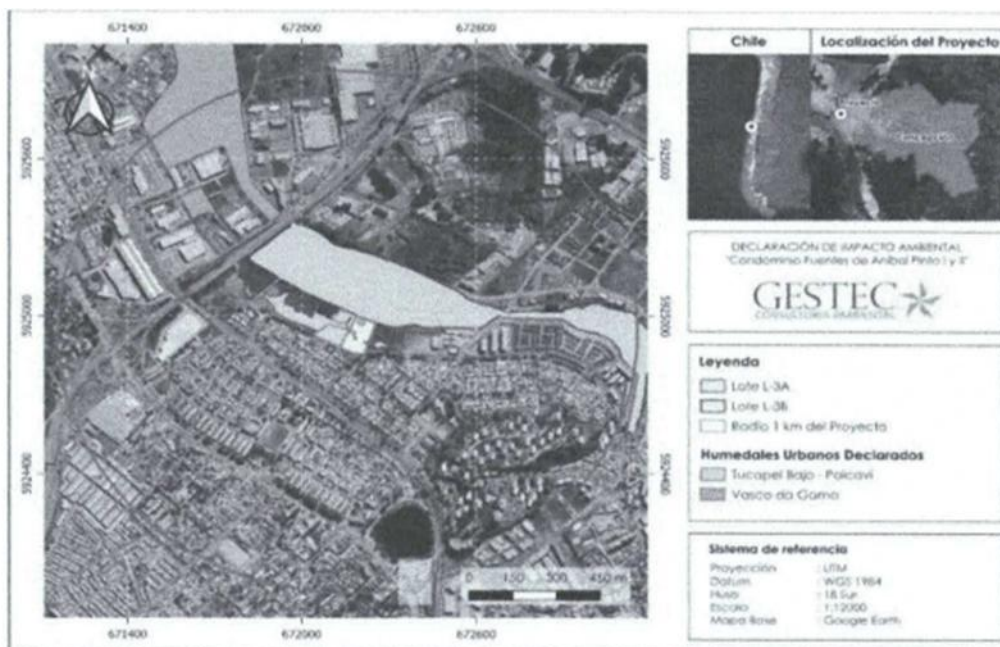 671400 672000 672600
5925600
5925000
5924400
5925600
5925000
5924400
0 150 300 450 m
671400 672000 672600
Chile
Localización del Proyecto
Concepción
DECLARACIÓN DE IMPACTO AMBIENTAL
"Condominio Fuentes de Aníbal Pinto I y II"
GESTEC
CONSULTORIA AMBIENTAL
Leyenda
Lote L-3A
Lote L-3B
Radio 1 km del Proyecto
Humedales Urbanos Declarados
Tucapel Bajo - Paicaví
Vasco da Gama
Sistema de referencia
Proyección : UTM
Datum : WGS 1984
Huso : 18 Sur
Escala : 1:12000
Mapa Base : Google Earth